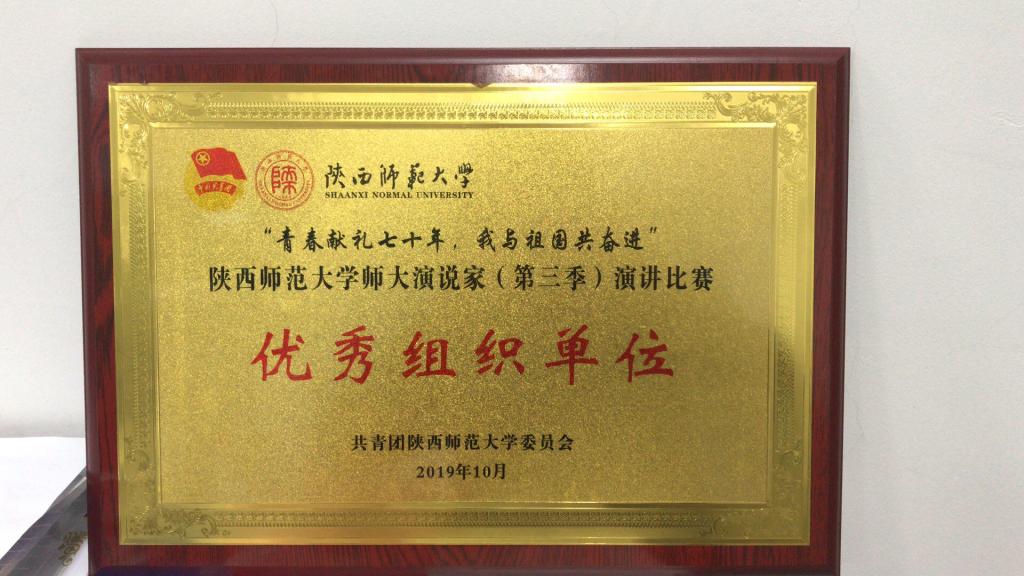 陕西师范大学
SHAANXI NORMAL UNIVERSITY
“青春献礼七十年，我与祖国共奋进”
陕西师范大学师大演说家（第三季）演讲比赛
优秀组织单位
共青团陕西师范大学委员会
2019年10月